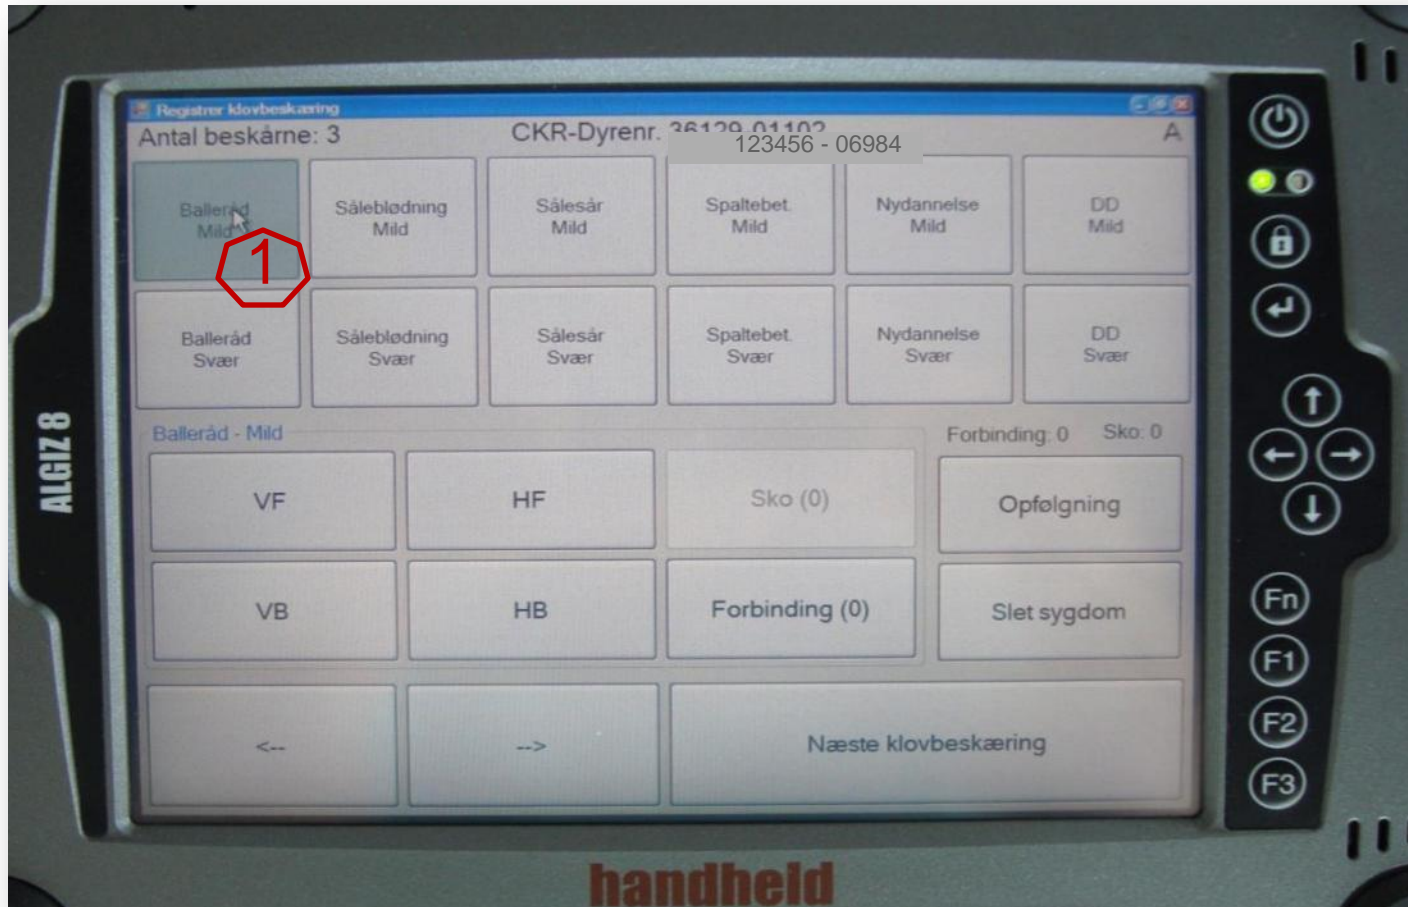 Registrer klovbeskæring
Antal beskårne: 3 CKR-Dyrenr. A
123456 - 06984
Balleråd Mild
Såleblødning Mild
Sålesår Mild
Spaltebet. Mild
Nydannelse Mild
DD Mild
1
Balleråd Svær
Såleblødning Svær
Sålesår Svær
Spaltebet. Svær
Nydannelse Svær
DD Svær
Balleråd - Mild
Forbinding: 0 Sko: 0
VF HF Sko (0) Opfølgning
VB HB Forbinding (0) Slet sygdom
<-- --> Næste klovbeskæring
ALGIZ 8
Fn
F1
F2
F3
handheld